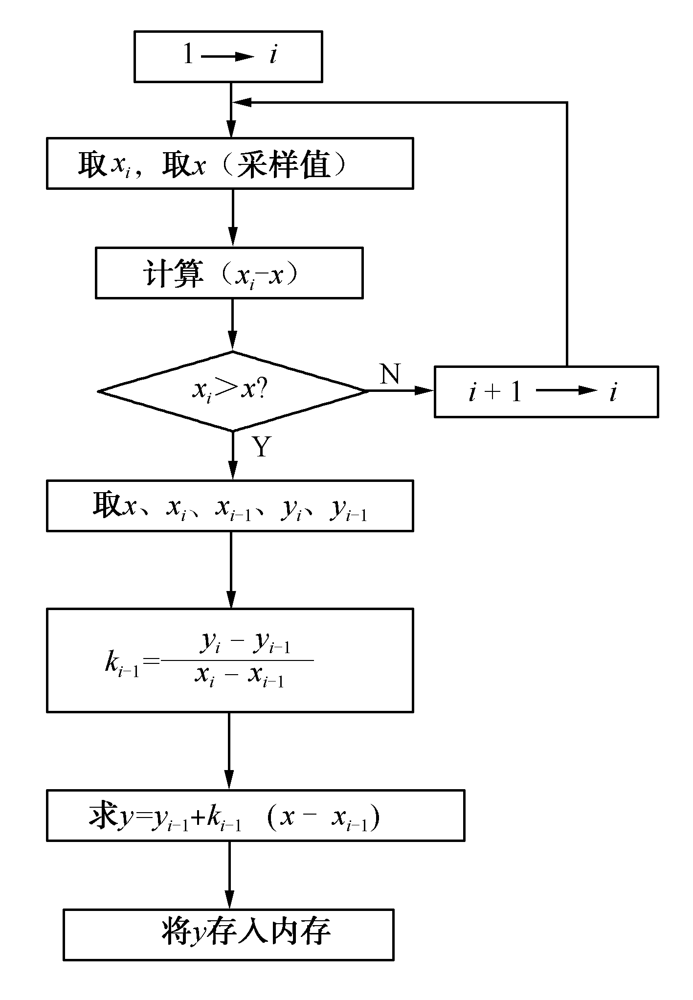 1 → i
取xi，取x（采样值）
计算（xi−x）
xi＞x?
N
i + 1 → i
Y
取x、xi、xi−1、yi、yi−1
ki−1=(yi − yi−1)/(xi − xi−1)
求y=yi−1+ki−1 (x − xi−1)
将y存入内存